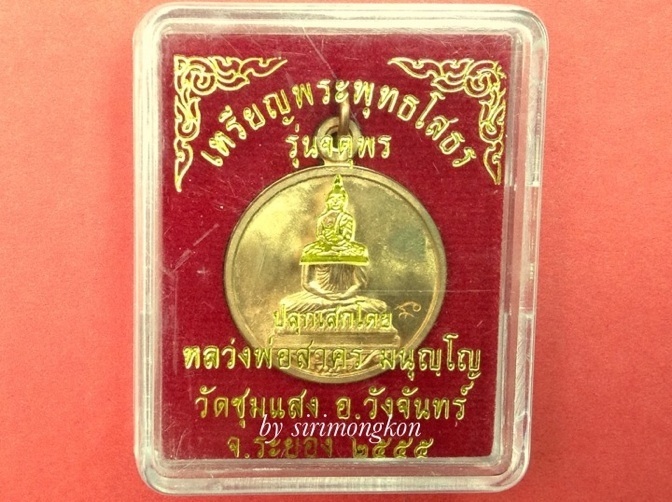 เหรียญพระพุทธโสธร
รุ่นจตุพร
ปลุกเสกโดย
หลวงพ่อสาคร มนุญฺโญ
วัดชุมแสง อ.วังจันทร์
by sirimongkon
จ.ระยอง ๒๕๕๕